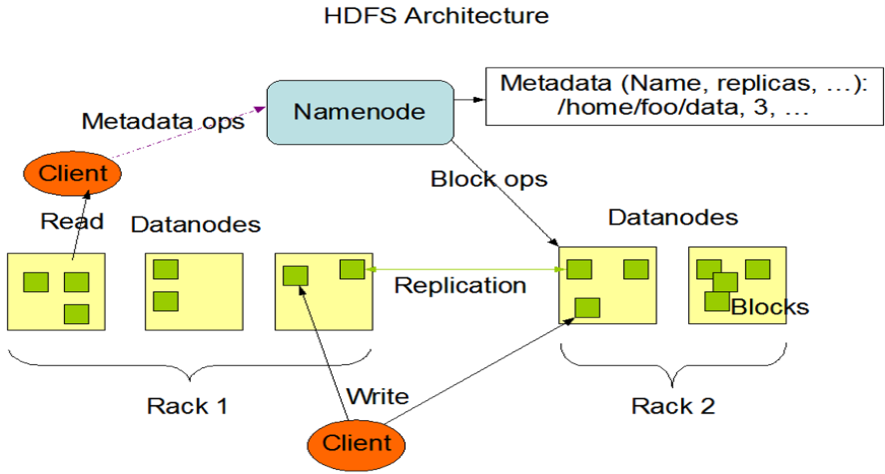 HDFS Architecture
Metadata (Name, replicas, …):
/home/foo/data, 3, …
Namenode
Metadata ops
Client
Block ops
Read
Datanodes
Datanodes
Replication
Blocks
Rack 1
Write
Rack 2
Client